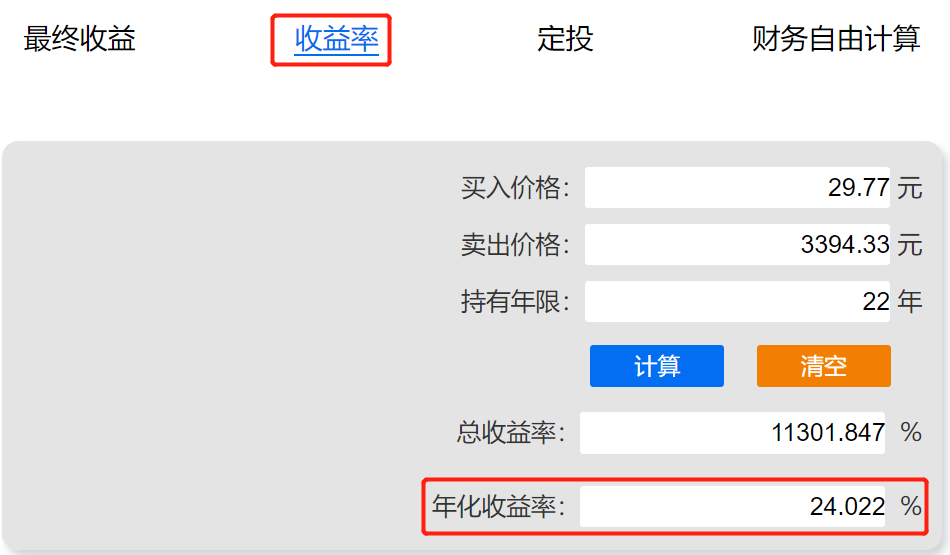 最终收益 收益率 定投 财务自由计算
买入价格： 29.77 元
卖出价格： 3394.33 元
持有年限： 22 年
计算 清空
总收益率： 11301.847 %
年化收益率： 24.022 %